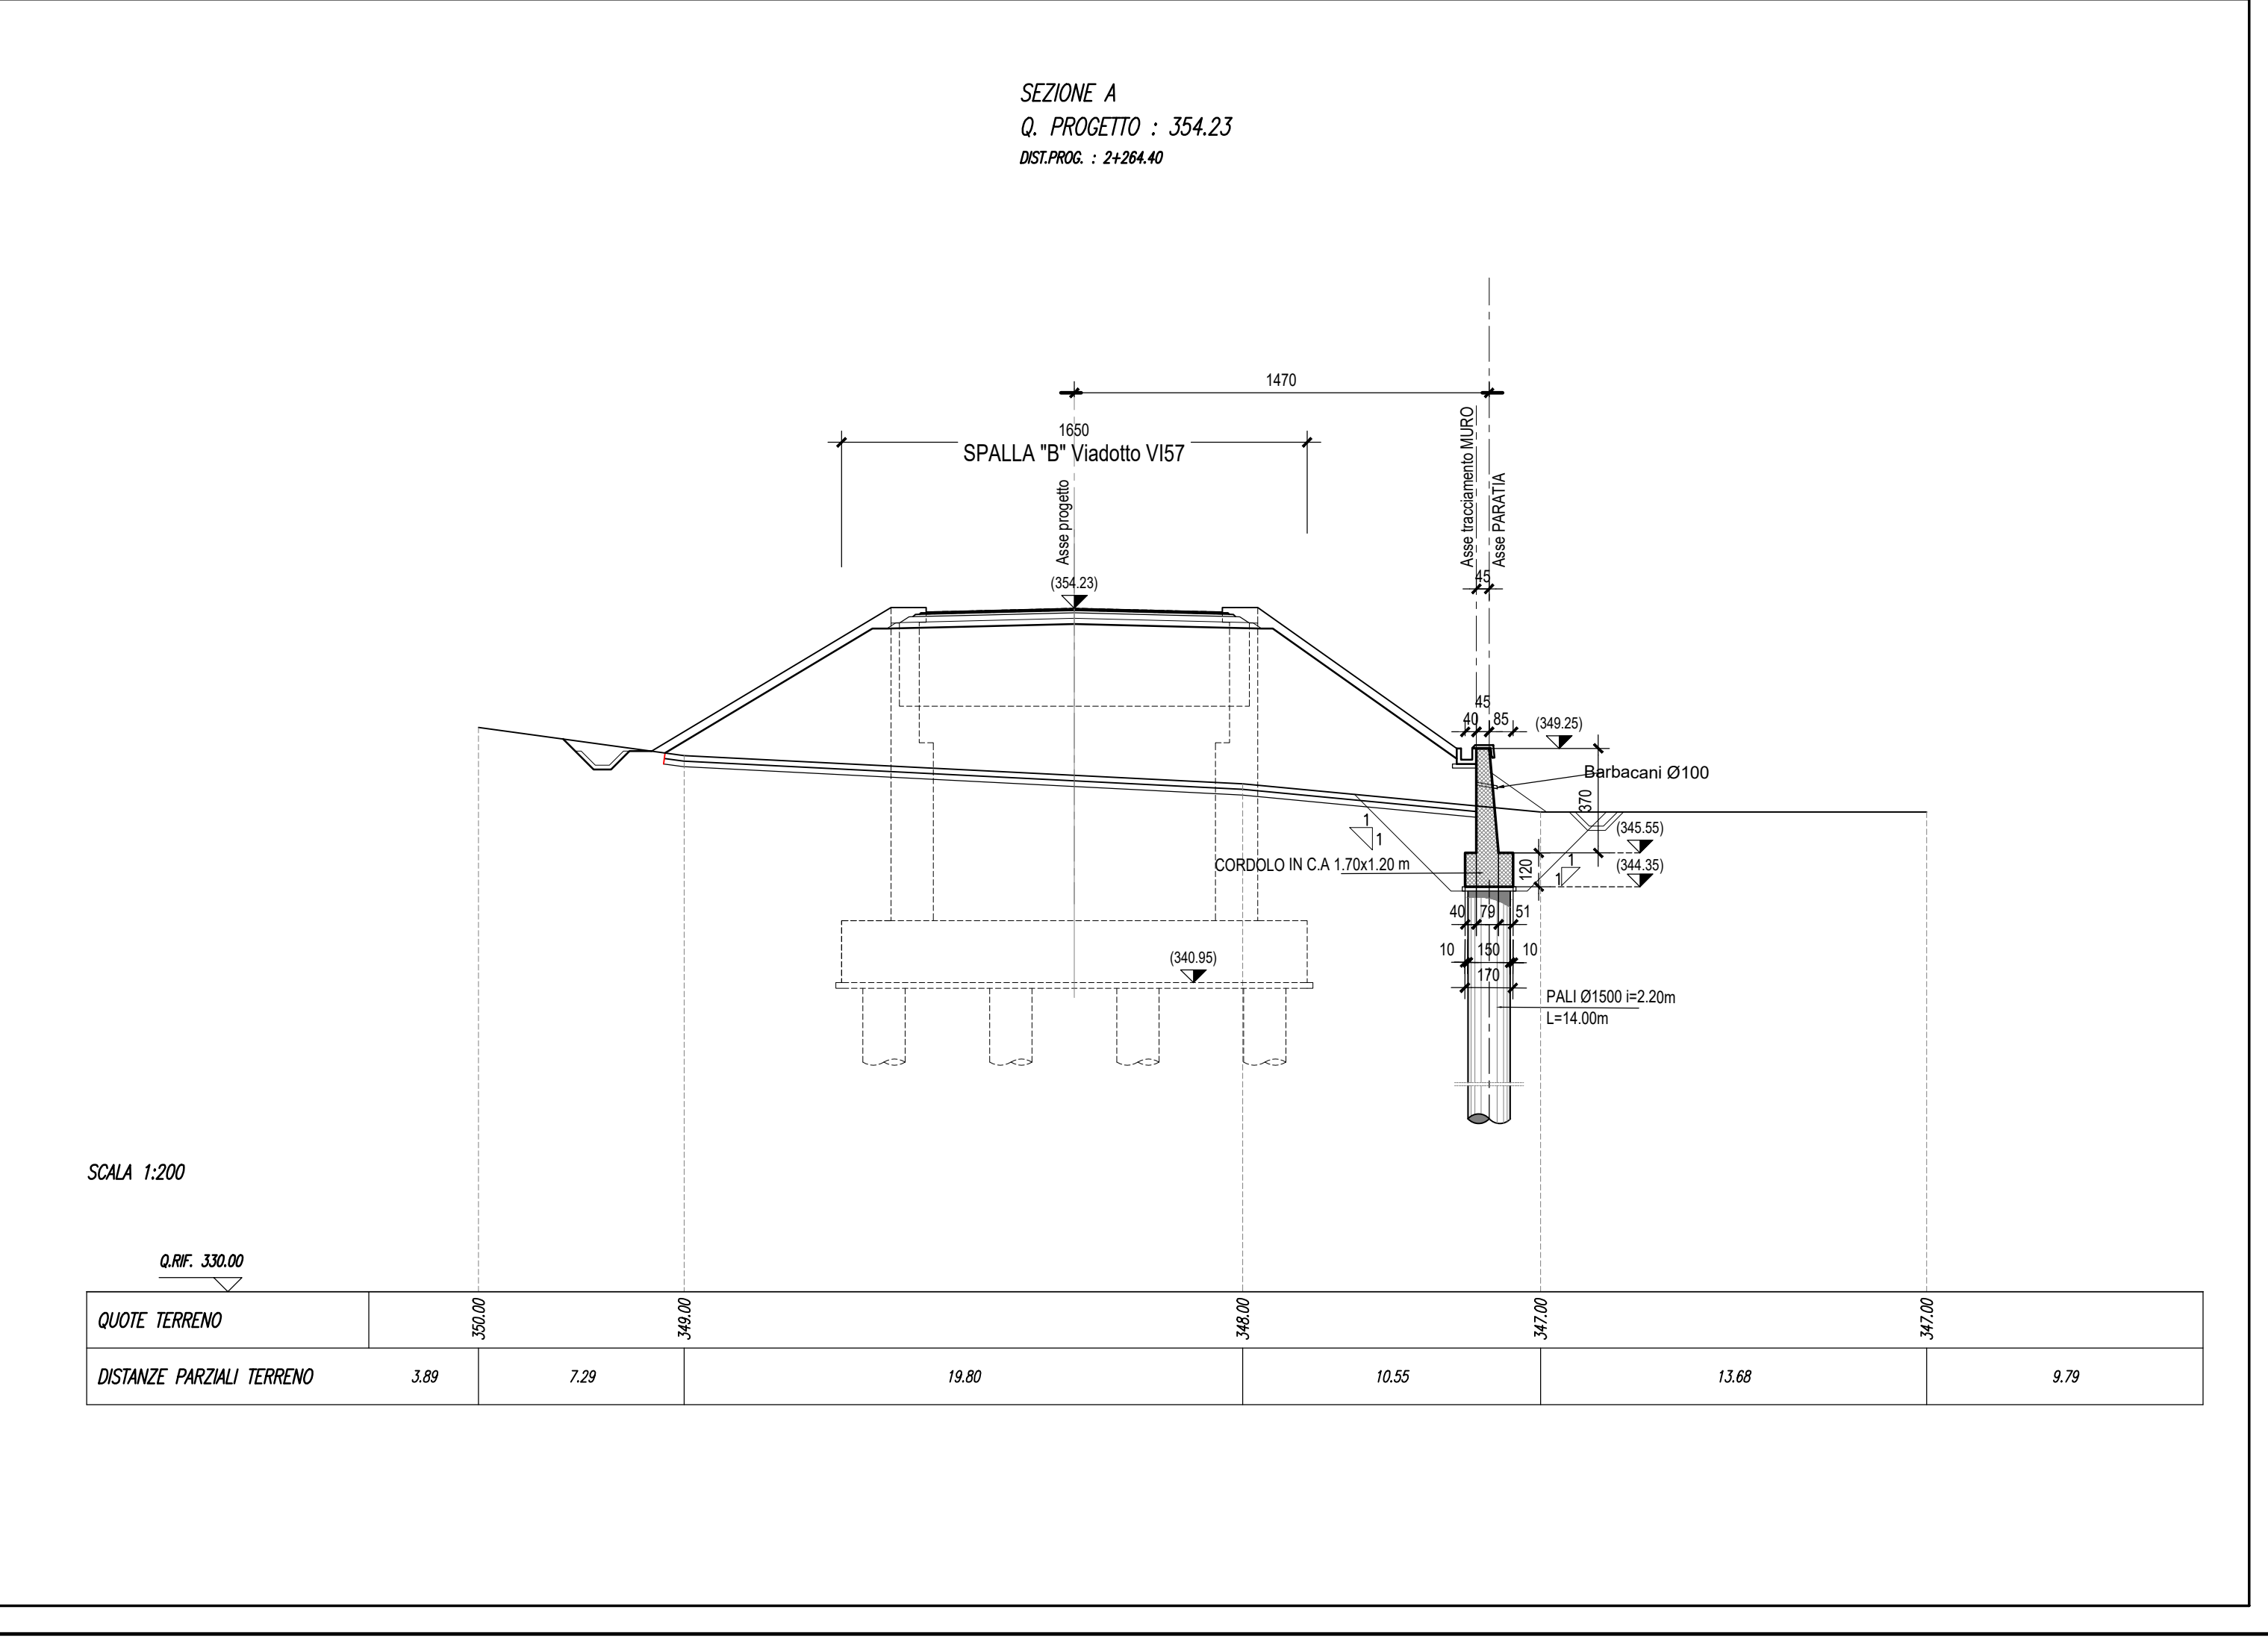 SEZIONE A
Q. PROGETTO : 354.23
DIST.PROG. : 2+264.40
1470
1650
SPALLA "B" Viadotto VI57
Asse progetto
Asse tracciamento MURO
Asse PARATIA
45
(354.23)
45
40
85
(349.25)
Barbacani Ø100
370
1
1
(345.55)
CORDOLO IN C.A 1.70x1.20 m
120
1
1
(344.35)
40
79
51
10
150
10
(340.95)
170
PALI Ø1500 i=2.20m
L=14.00m
SCALA 1:200
Q.RIF. 330.00
QUOTE TERRENO
350.00
349.00
348.00
347.00
347.00
DISTANZE PARZIALI TERRENO
3.89
7.29
19.80
10.55
13.68
9.79